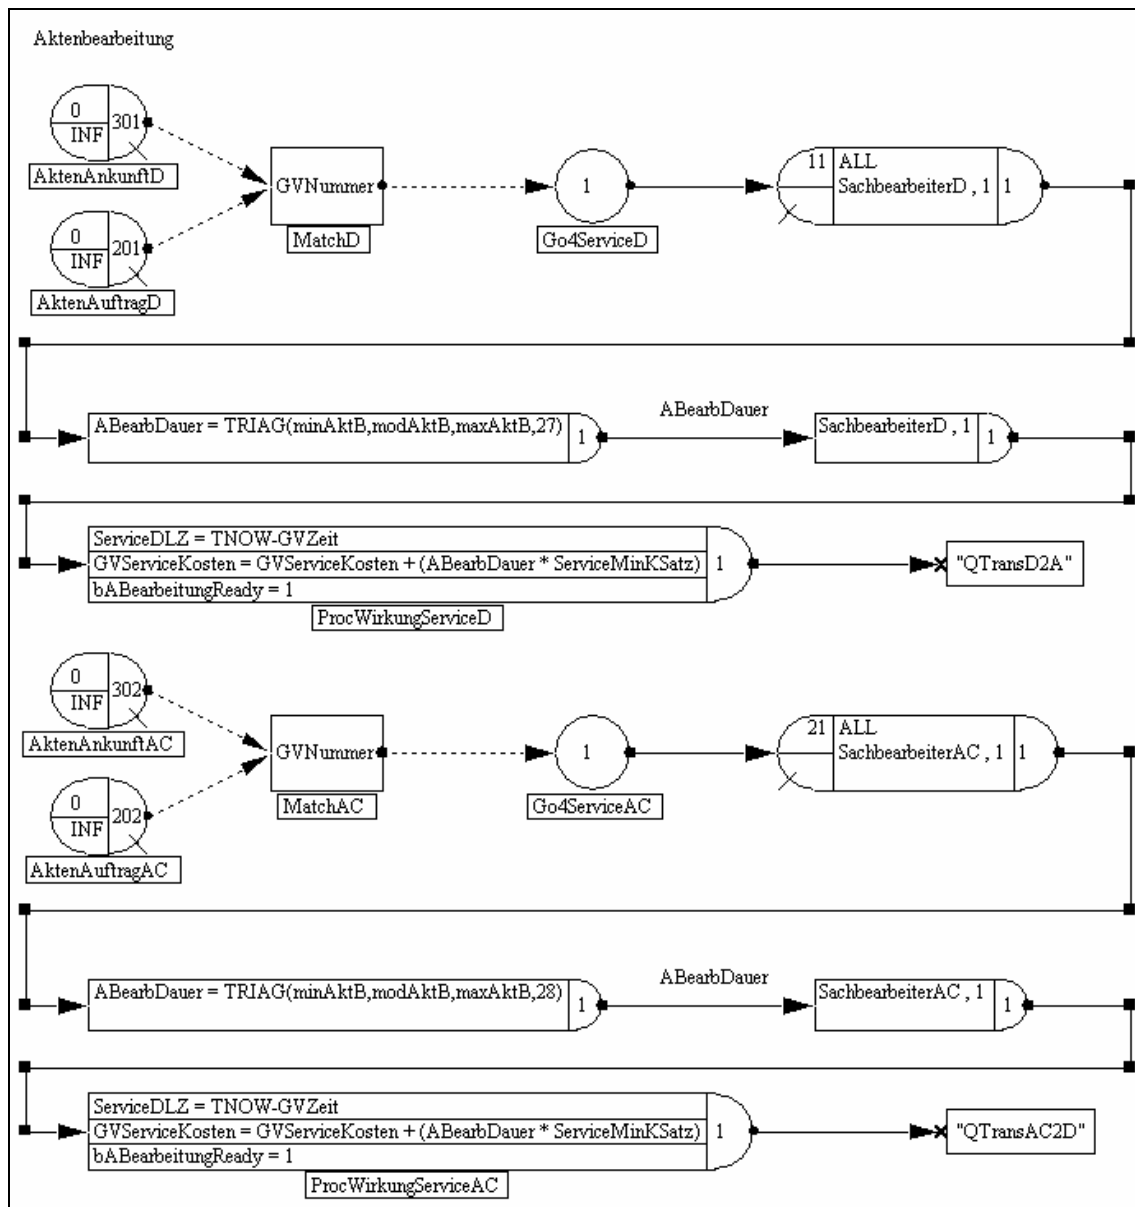 Aktenbearbeitung
0
INF
301
AktenAnkunftD
0
INF
201
AktenAuftragD
GVNummer
MatchD
1
Go4ServiceD
11
ALL
SachbearbeiterD , 1
1
ABearbDauer = TRIAG(minAktB,modAktB,maxAktB,27)
1
ABearbDauer
SachbearbeiterD , 1
1
ServiceDLZ = TNOW-GVZeit
GVServiceKosten = GVServiceKosten + (ABearbDauer * ServiceMinKSatz)
bABearbeitungReady = 1
1
ProcWirkungServiceD
"QTransD2A"
0
INF
302
AktenAnkunftAC
0
INF
202
AktenAuftragAC
GVNummer
MatchAC
1
Go4ServiceAC
21
ALL
SachbearbeiterAC , 1
1
ABearbDauer = TRIAG(minAktB,modAktB,maxAktB,28)
1
ABearbDauer
SachbearbeiterAC , 1
1
ServiceDLZ = TNOW-GVZeit
GVServiceKosten = GVServiceKosten + (ABearbDauer * ServiceMinKSatz)
bABearbeitungReady = 1
1
ProcWirkungServiceAC
"QTransAC2D"